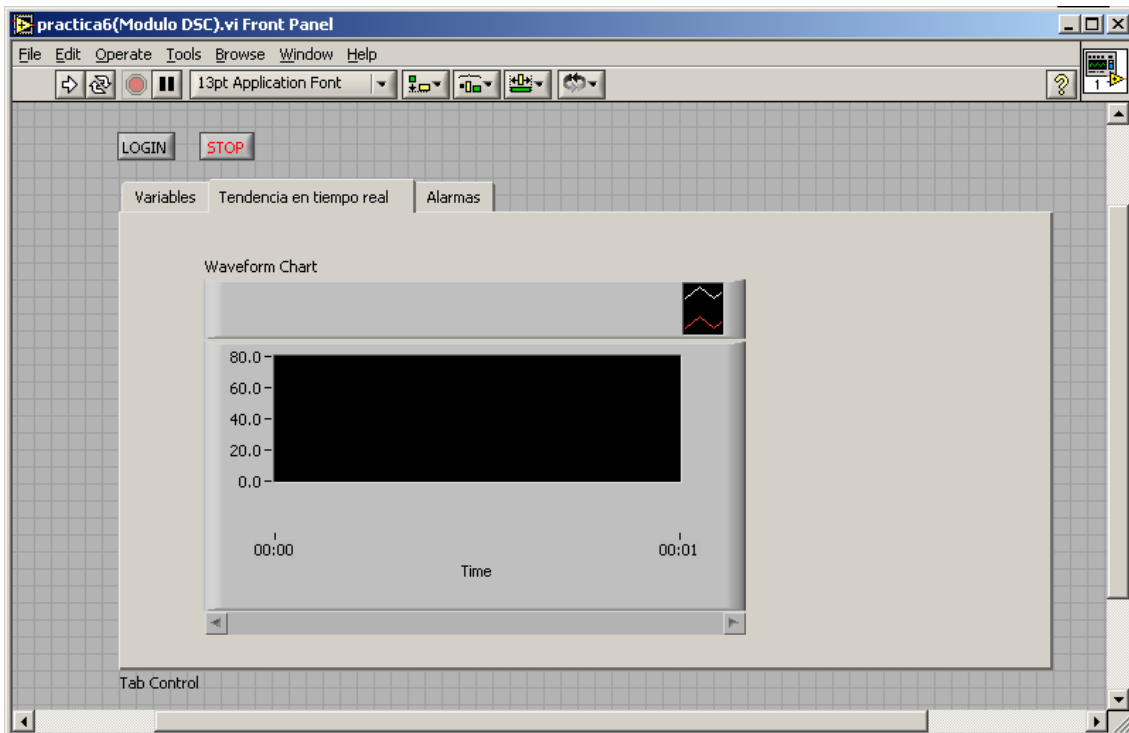 practica6(Modulo DSC).vi Front Panel
File Edit Operate Tools Browse Window Help
13pt Application Font
?
1
LOGIN STOP
Variables Tendencia en tiempo real Alarmas
Waveform Chart
80.0
60.0
40.0
20.0
0.0
00:00 00:01
Time
Tab Control